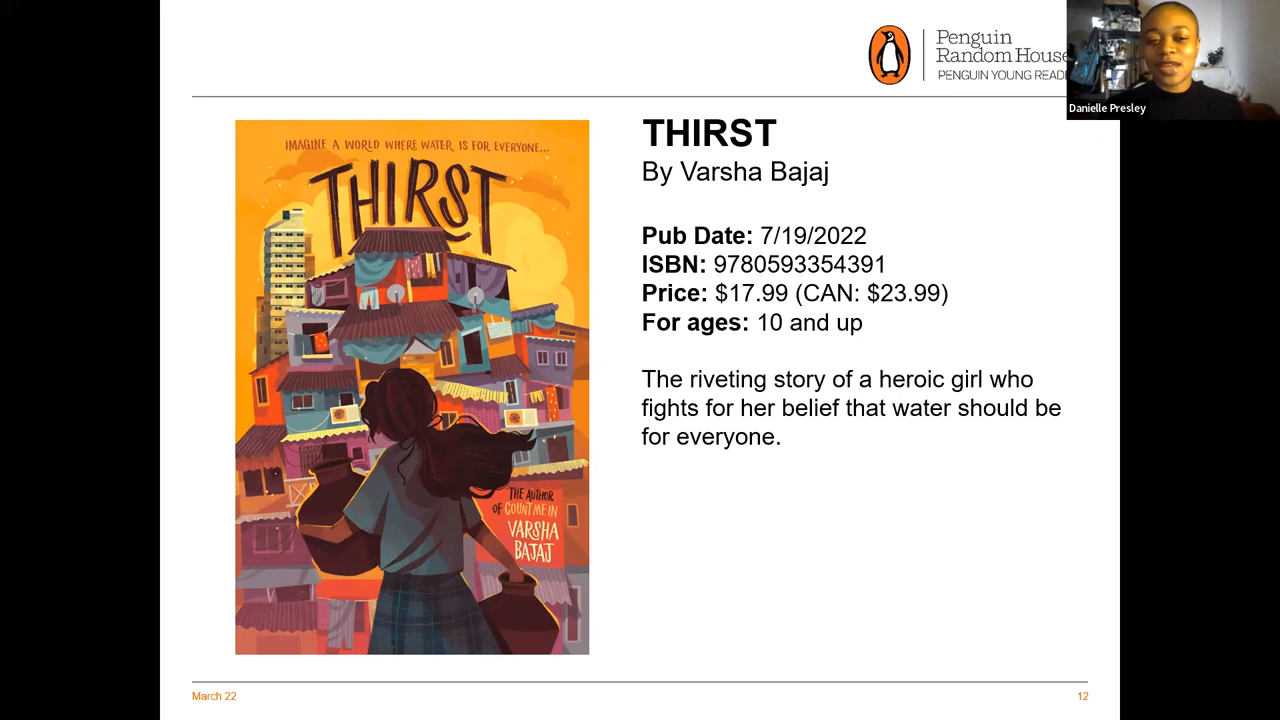 Penguin
Random House
PENGUIN YOUNG READ
Danielle Presley
IMAGINE A WORLD WHERE WATER IS FOR EVERYONE...
THIRST
THE AUTHOR
OF COUNT ME IN
VARSHA
BAJAJ
THIRST
By Varsha Bajaj
Pub Date: 7/19/2022
ISBN: 9780593354391
Price: $17.99 (CAN: $23.99)
For ages: 10 and up
The riveting story of a heroic girl who
fights for her belief that water should be
for everyone.
March 22
12